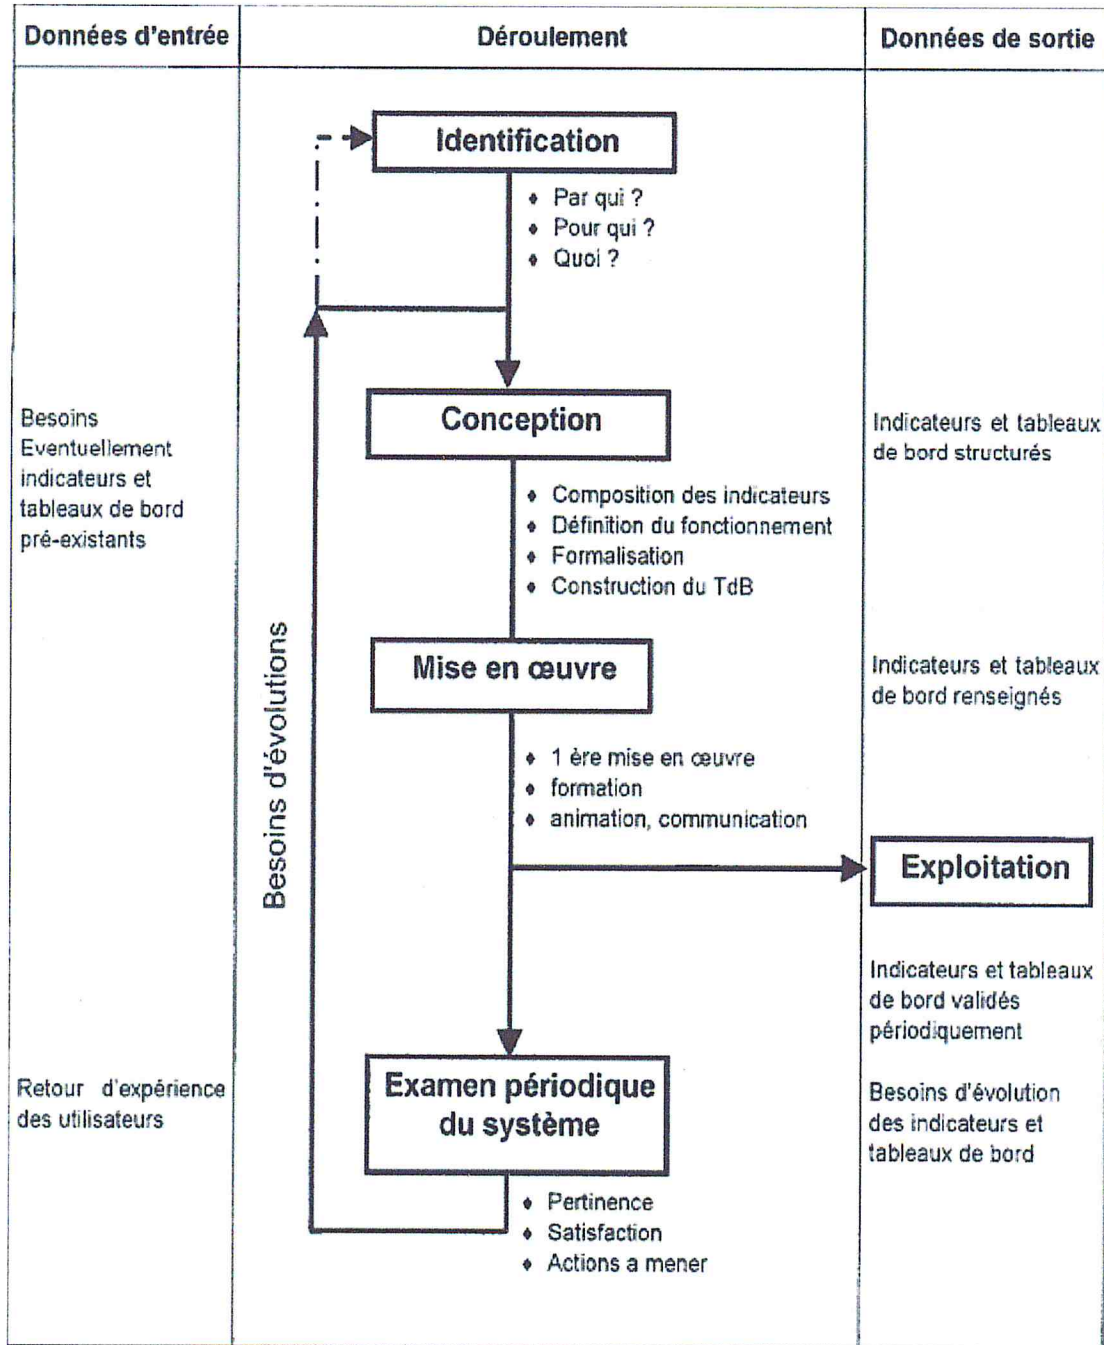 Données d'entrée
Déroulement
Données de sortie
Identification
♦ Par qui ?
♦ Pour qui ?
♦ Quoi ?
Besoins
Eventuellement
indicateurs et
tableaux de bord
pré-existants
Conception
Indicateurs et tableaux
de bord structurés
♦ Composition des indicateurs
♦ Définition du fonctionnement
♦ Formalisation
♦ Construction du TdB
Besoins d'évolutions
Mise en œuvre
Indicateurs et tableaux
de bord renseignés
♦ 1 ère mise en œuvre
♦ formation
♦ animation, communication
Exploitation
Indicateurs et tableaux
de bord validés
périodiquement
Retour d'expérience
des utilisateurs
Examen périodique
du système
Besoins d'évolution
des indicateurs et
tableaux de bord
♦ Pertinence
♦ Satisfaction
♦ Actions a mener